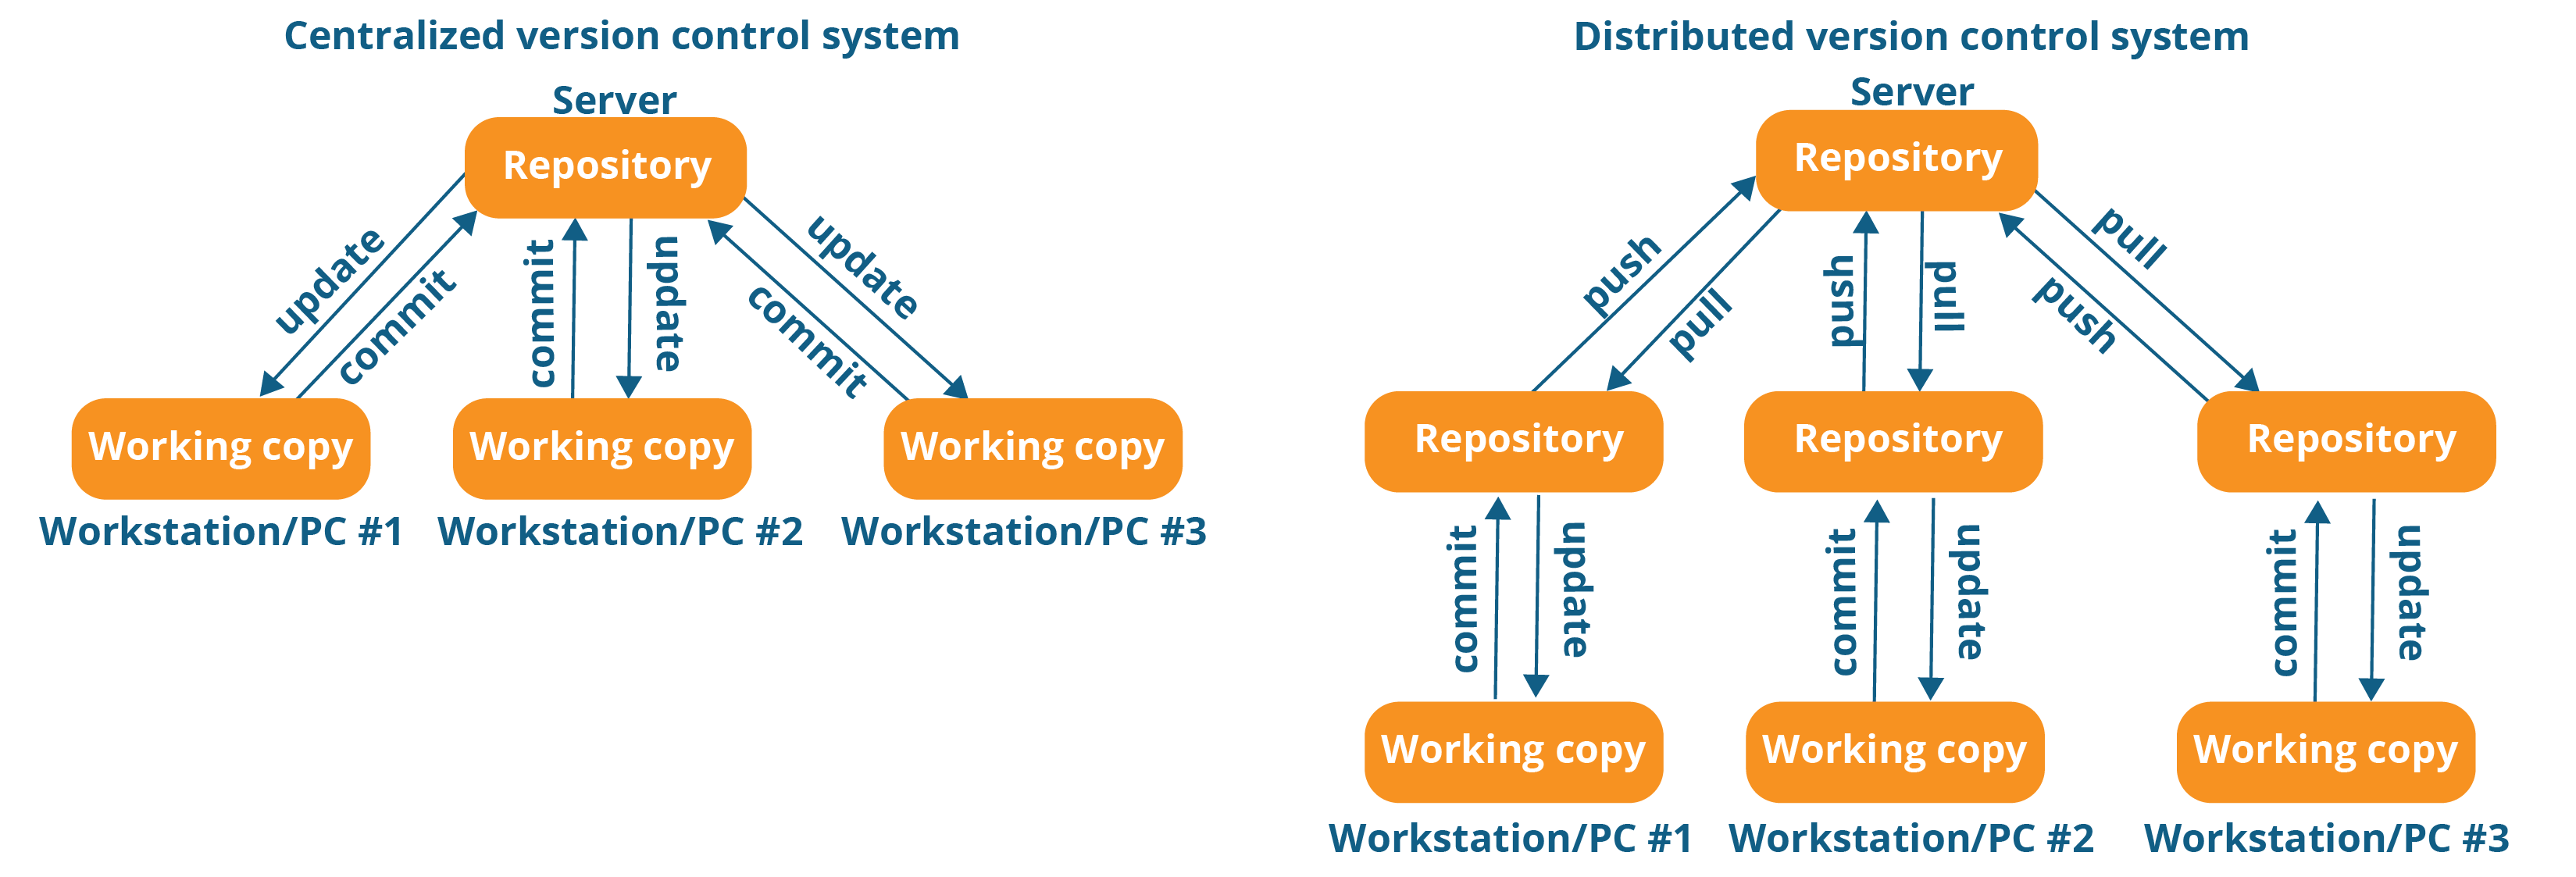 Centralized version control system
Server
Repository
update
commit
commit
update
update
commit
Working copy
Working copy
Working copy
Workstation/PC #1
Workstation/PC #2
Workstation/PC #3
Distributed version control system
Server
Repository
push
pull
push
pull
pull
push
Repository
Repository
Repository
commit
update
commit
update
commit
update
Working copy
Working copy
Working copy
Workstation/PC #1
Workstation/PC #2
Workstation/PC #3